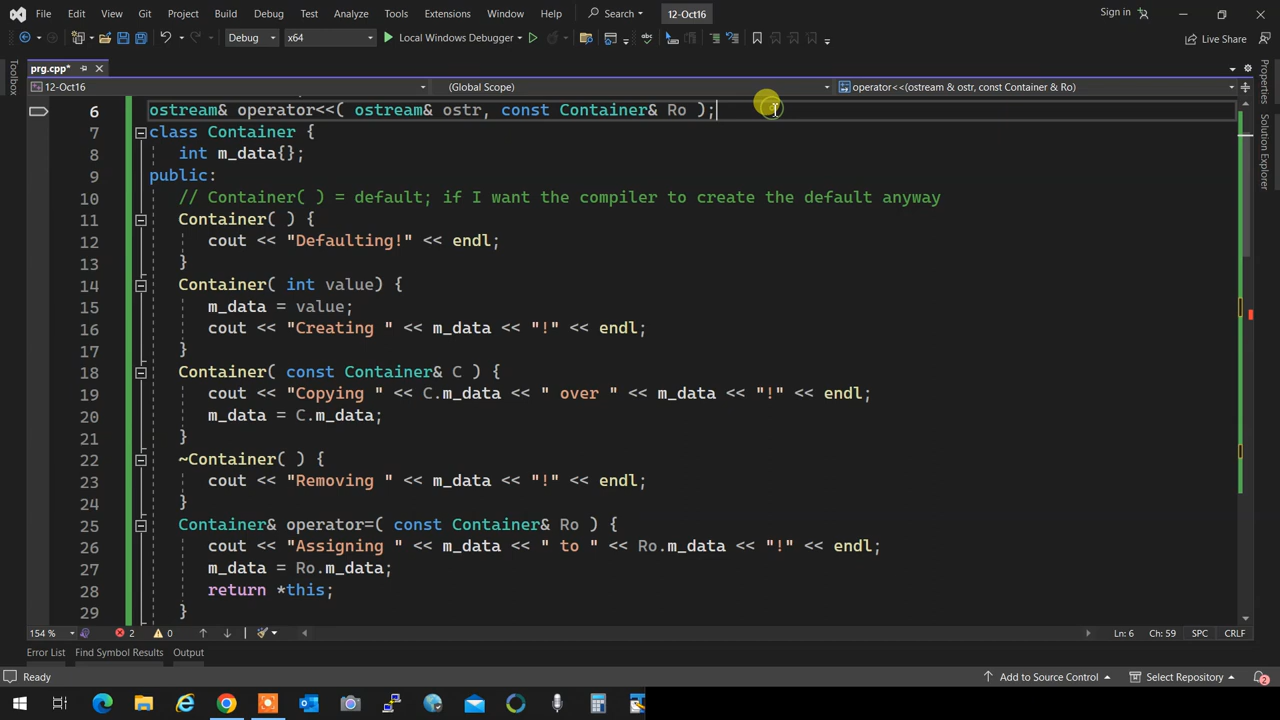 File Edit View Git Project Build Debug Test Analyze Tools Extensions Window Help Search 12-Oct16 Sign in
Debug x64 Local Windows Debugger Live Share
prg.cpp*
12-Oct16 (Global Scope) operator<<(ostream & ostr, const Container & Ro)
Toolbox
Properties
Solution Explorer
6 ostream& operator<<( ostream& ostr, const Container& Ro );
7 class Container {
8 int m_data{};
9 public:
10 // Container( ) = default; if I want the compiler to create the default anyway
11 Container( ) {
12 cout << "Defaulting!" << endl;
13 }
14 Container( int value) {
15 m_data = value;
16 cout << "Creating " << m_data << "!" << endl;
17 }
18 Container( const Container& C ) {
19 cout << "Copying " << C.m_data << " over " << m_data << "!" << endl;
20 m_data = C.m_data;
21 }
22 ~Container( ) {
23 cout << "Removing " << m_data << "!" << endl;
24 }
25 Container& operator=( const Container& Ro ) {
26 cout << "Assigning " << m_data << " to " << Ro.m_data << "!" << endl;
27 m_data = Ro.m_data;
28 return *this;
29 }
154 % 2 0 Ln: 6 Ch: 59 SPC CRLF
Error List Find Symbol Results Output
Ready Add to Source Control Select Repository 2